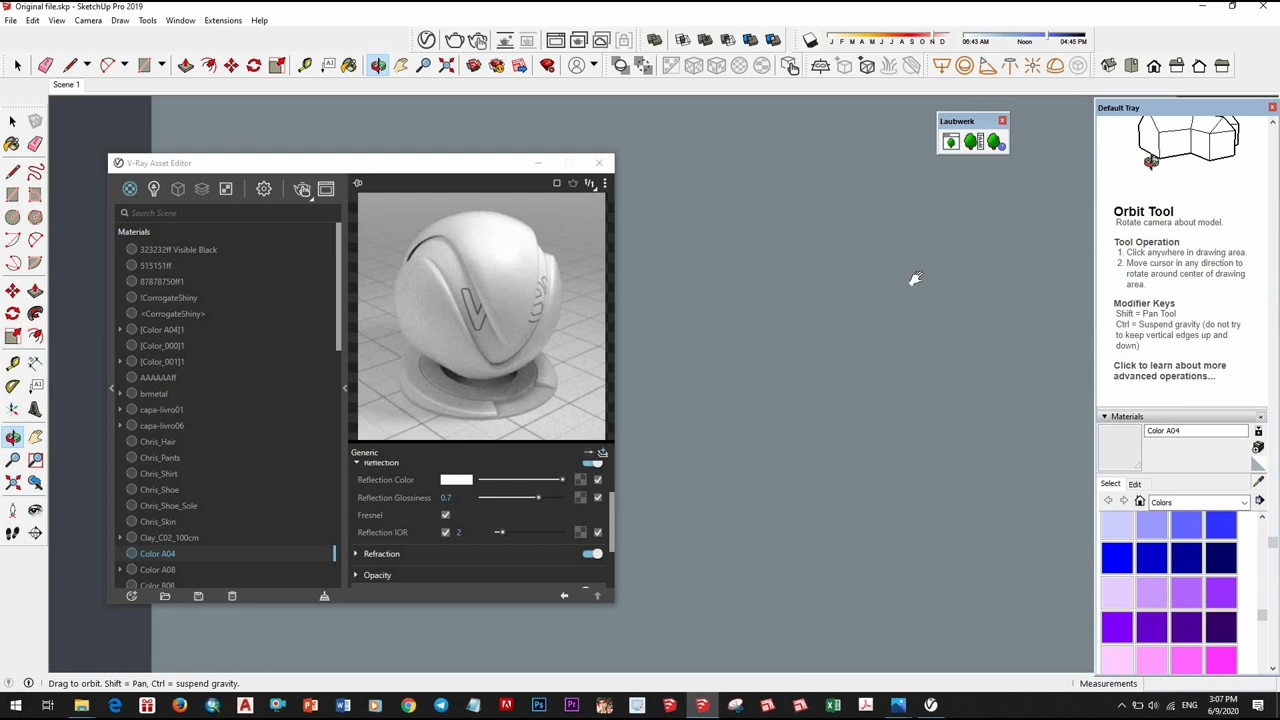 Original file.skp - SketchUp Pro 2019
File Edit View Camera Draw Tools Window Extensions Help
J F M A M J J A S O N D 06:43 AM Noon 04:45 PM
Scene 1
Default Tray
Laubwerk
V-Ray Asset Editor
1/1
Search Scene
Materials
323232ff Visible Black
515151ff
87878750ff1
!CorrogateShiny
<CorrogateShiny>
[Color A04]1
[Color_000]1
[Color_001]1
AAAAAAff
brmetal
capa-livro01
capa-livro06
Chris_Hair
Chris_Pants
Chris_Shirt
Chris_Shoe
Chris_Shoe_Sole
Chris_Skin
Clay_C02_100cm
Color A04
Color A08
Color B08
Generic
Reflection
Reflection Color
Reflection Glossiness 0.7
Fresnel
Reflection IOR 2
Refraction
Opacity
Orbit Tool
Rotate camera about model.
Tool Operation
1. Click anywhere in drawing area.
2. Move cursor in any direction to
rotate around center of drawing
area.
Modifier Keys
Shift = Pan Tool
Ctrl = Suspend gravity (do not try
to keep vertical edges up and
down)
Click to learn about more
advanced operations...
Materials
Color A04
Select Edit
Colors
Drag to orbit. Shift = Pan, Ctrl = suspend gravity.
Measurements
ENG
3:07 PM
6/9/2020